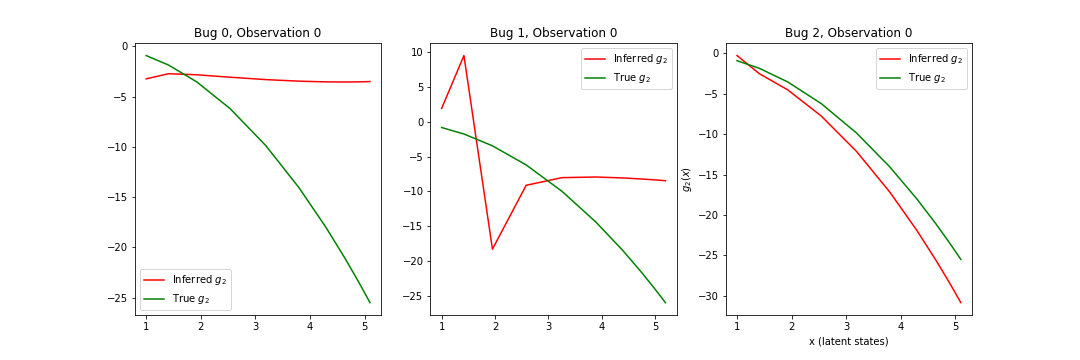 Bug 0, Observation 0
0
−5
−10
−15
−20
−25
1 2 3 4 5
Inferred g₂
True g₂
Bug 1, Observation 0
10
5
0
−5
−10
−15
−20
−25
1 2 3 4 5
Inferred g₂
True g₂
Bug 2, Observation 0
g₂(x)
0
−5
−10
−15
−20
−25
−30
1 2 3 4 5
x (latent states)
Inferred g₂
True g₂